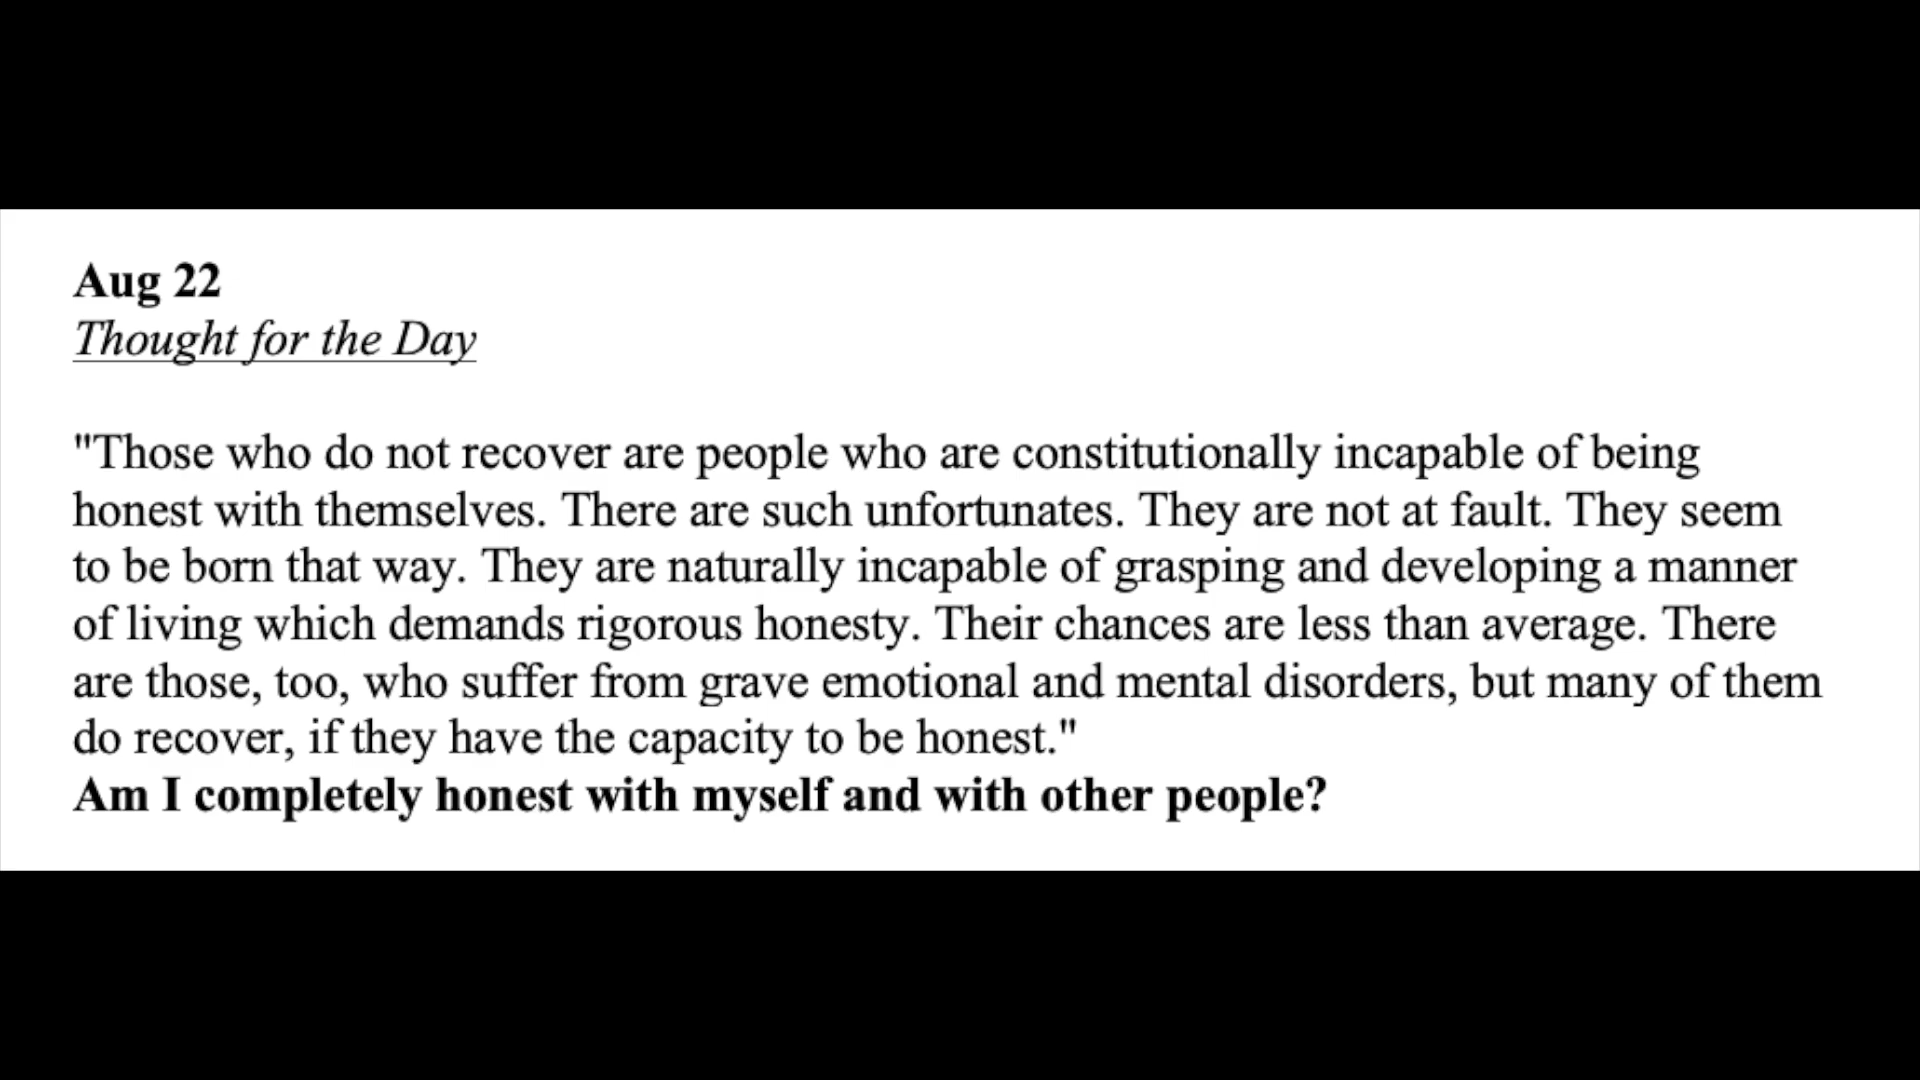 Aug 22
Thought for the Day
"Those who do not recover are people who are constitutionally incapable of being
honest with themselves. There are such unfortunates. They are not at fault. They seem
to be born that way. They are naturally incapable of grasping and developing a manner
of living which demands rigorous honesty. Their chances are less than average. There
are those, too, who suffer from grave emotional and mental disorders, but many of them
do recover, if they have the capacity to be honest."
Am I completely honest with myself and with other people?